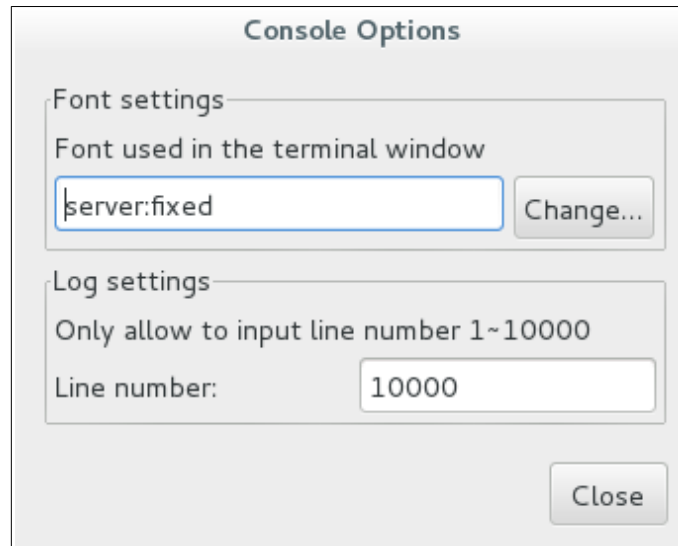 Console Options
Font settings
Font used in the terminal window
server:fixed
Change...
Log settings
Only allow to input line number 1~10000
Line number:
10000
Close